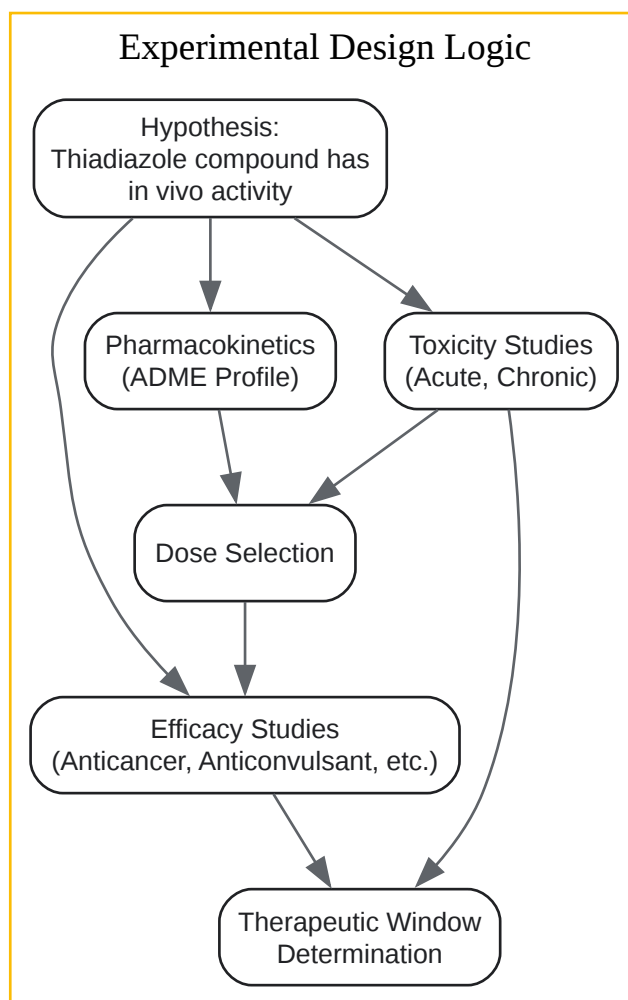 Experimental Design Logic
Hypothesis:
Thiadiazole compound has
in vivo activity
Pharmacokinetics
(ADME Profile)
Toxicity Studies
(Acute, Chronic)
Dose Selection
Efficacy Studies
(Anticancer, Anticonvulsant, etc.)
Therapeutic Window
Determination